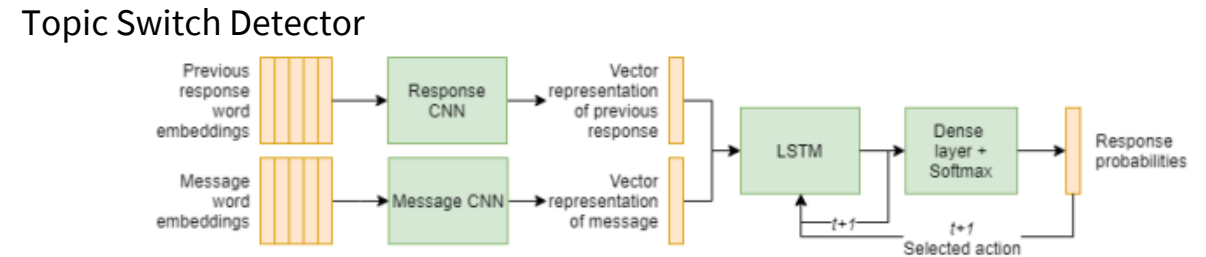 Topic Switch Detector
Previous
response
word
embeddings
Response
CNN
Vector
representation
of previous
response
Message
word
embeddings
Message CNN
Vector
representation
of message
LSTM
Dense
layer +
Softmax
Response
probabilities
t+1
t+1
Selected action